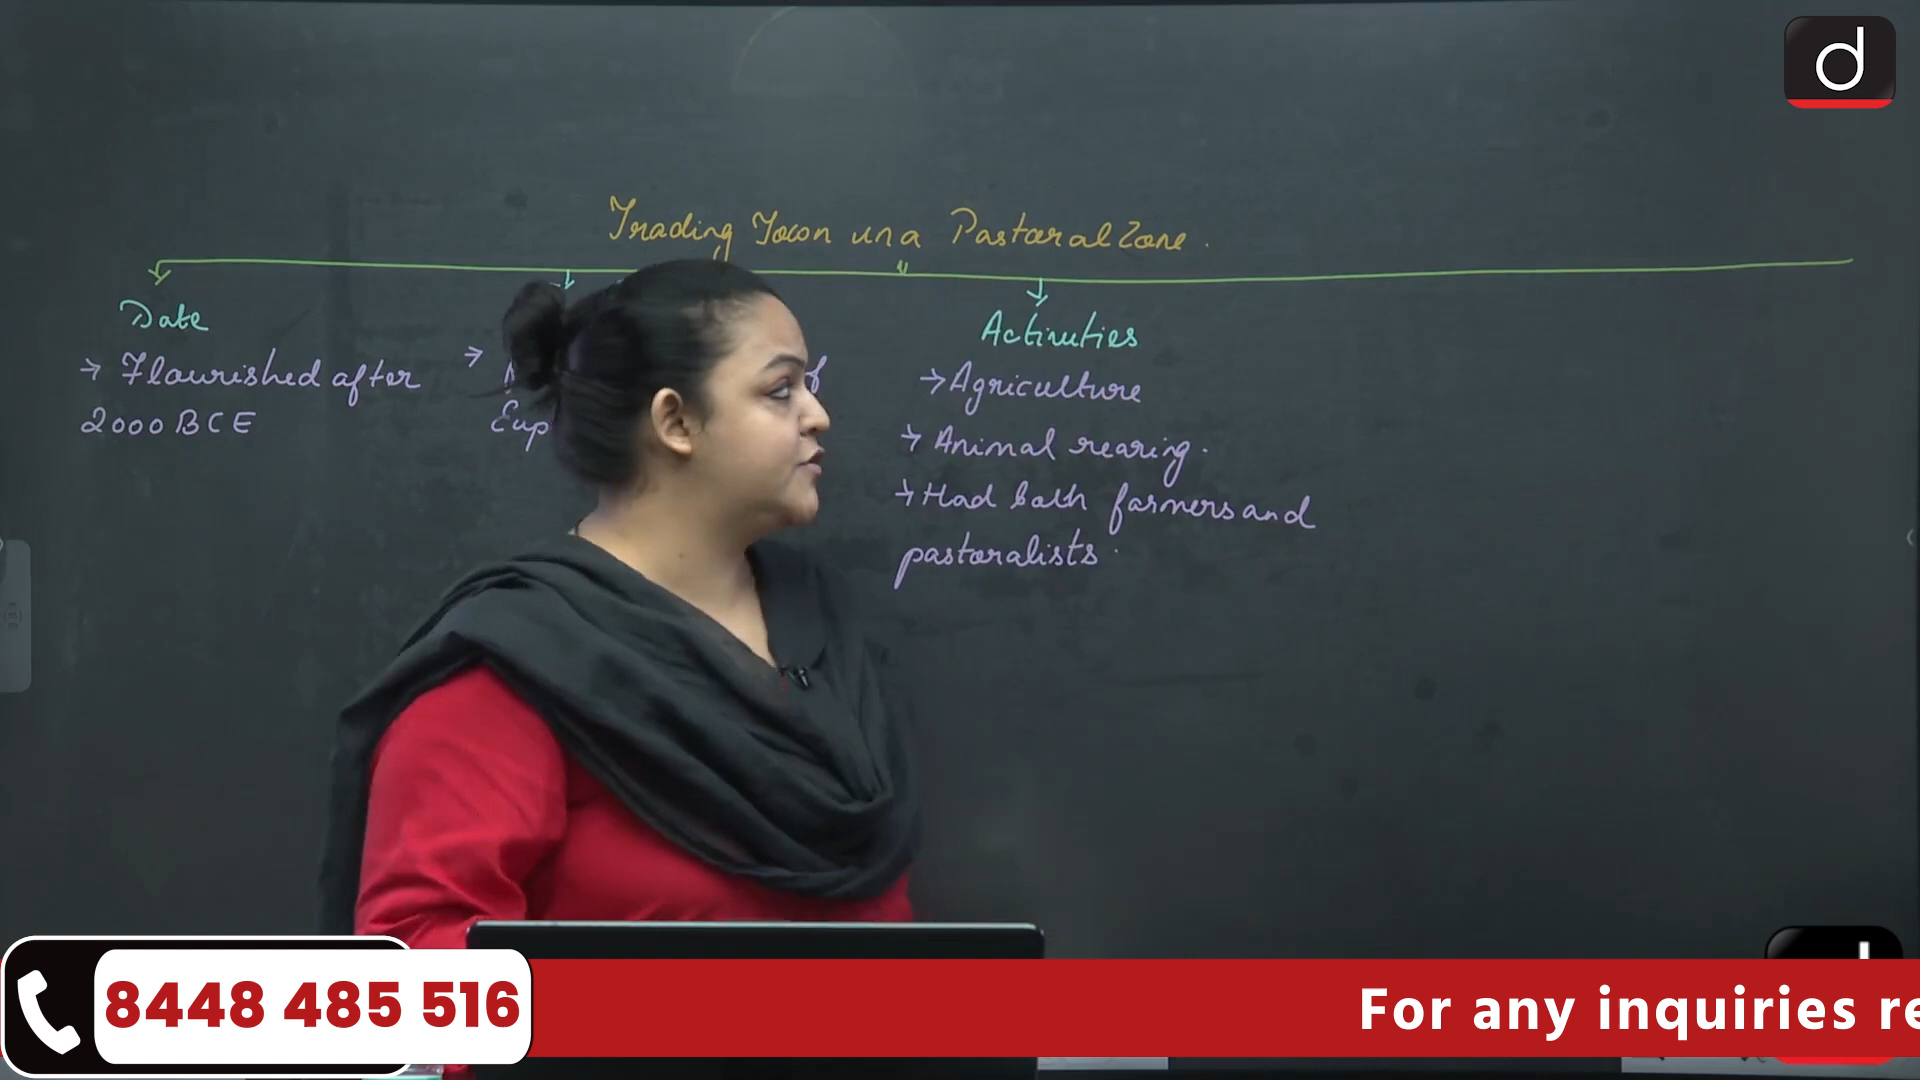 d
Trading Town in a Pastoral Zone.
Date
→ Flourished after
2000 BCE
→
of
Eup
Activities
→ Agriculture
→ Animal rearing.
→ Had both farmers and
pastoralists.
8448 485 516
For any inquiries re